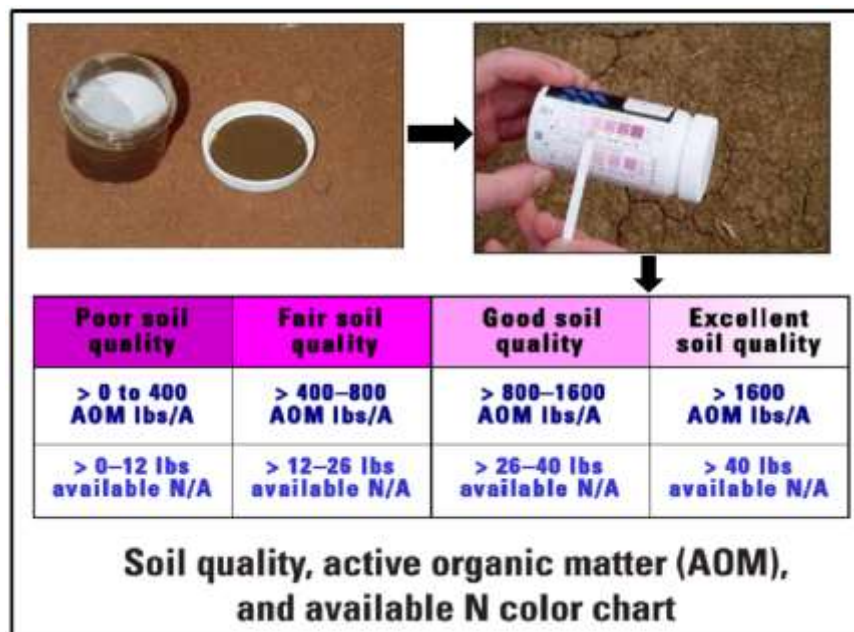 Poor soil
quality
Fair soil
quality
Good soil
quality
Excellent
soil quality
> 0 to 400
AOM lbs/A
> 400–800
AOM lbs/A
> 800–1600
AOM lbs/A
> 1600
AOM lbs/A
> 0–12 lbs
available N/A
> 12–26 lbs
available N/A
> 26–40 lbs
available N/A
> 40 lbs
available N/A
Soil quality, active organic matter (AOM),
and available N color chart